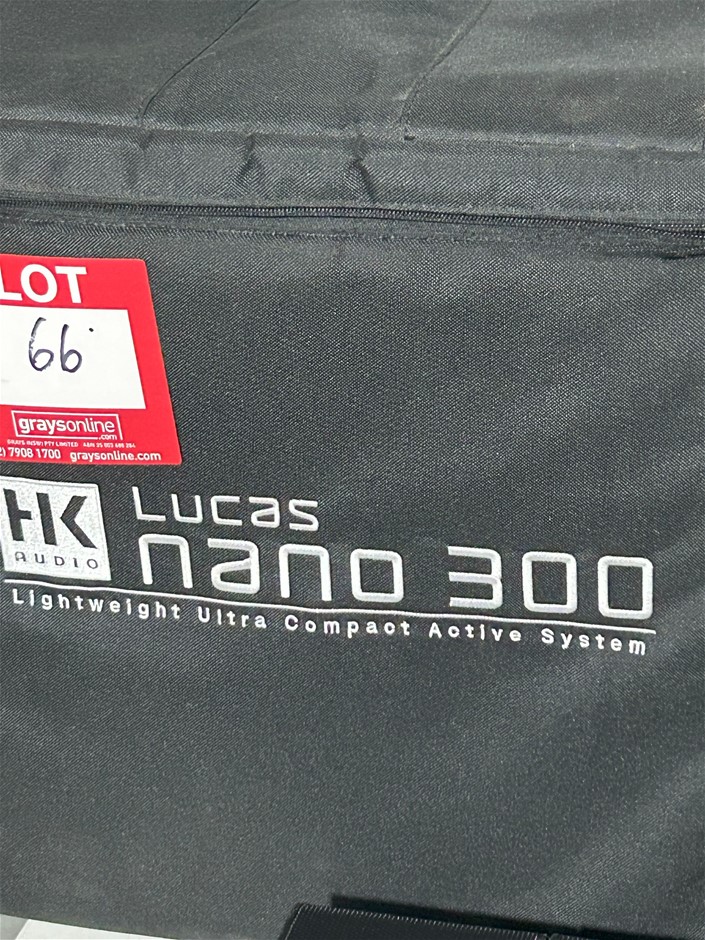 LOT
66
graysonline
.com
GRAYS (NSW) PTY LIMITED ABN 25 003 688 284
2) 7908 1700 graysonline.com
HK
AUDIO
Lucas
nano 300
Lightweight Ultra Compact Active System